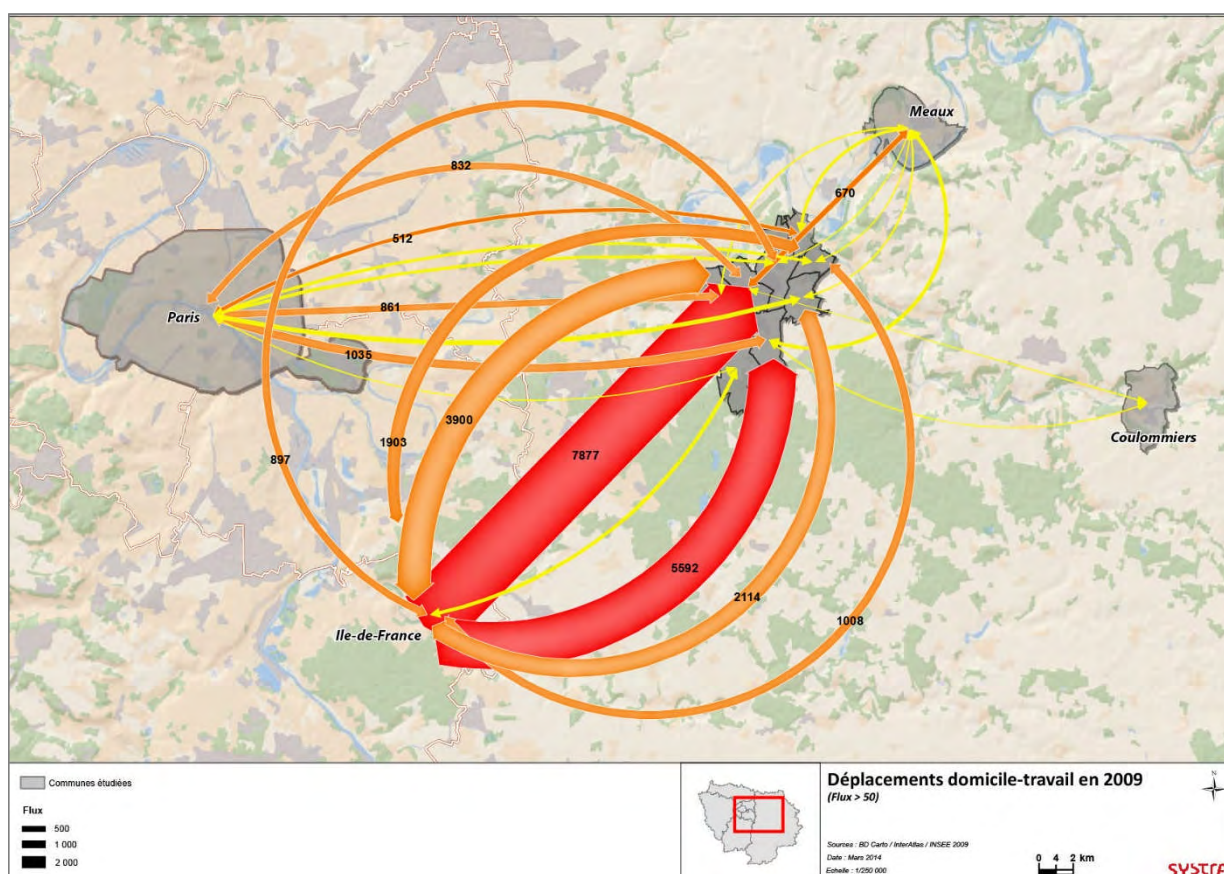 Meaux
832
670
512
Paris
861
1035
3900
1903
7877
897
Coulommiers
5592
2114
1008
Ile-de-France
Communes étudiées
Flux
500
1 000
2 000
Déplacements domicile-travail en 2009
(Flux > 50)
N
Sources : BD Carto / InterAtlas / INSEE 2009
Date : Mars 2014
Echelle : 1/250 000
0 4 2 km
SYSTRA